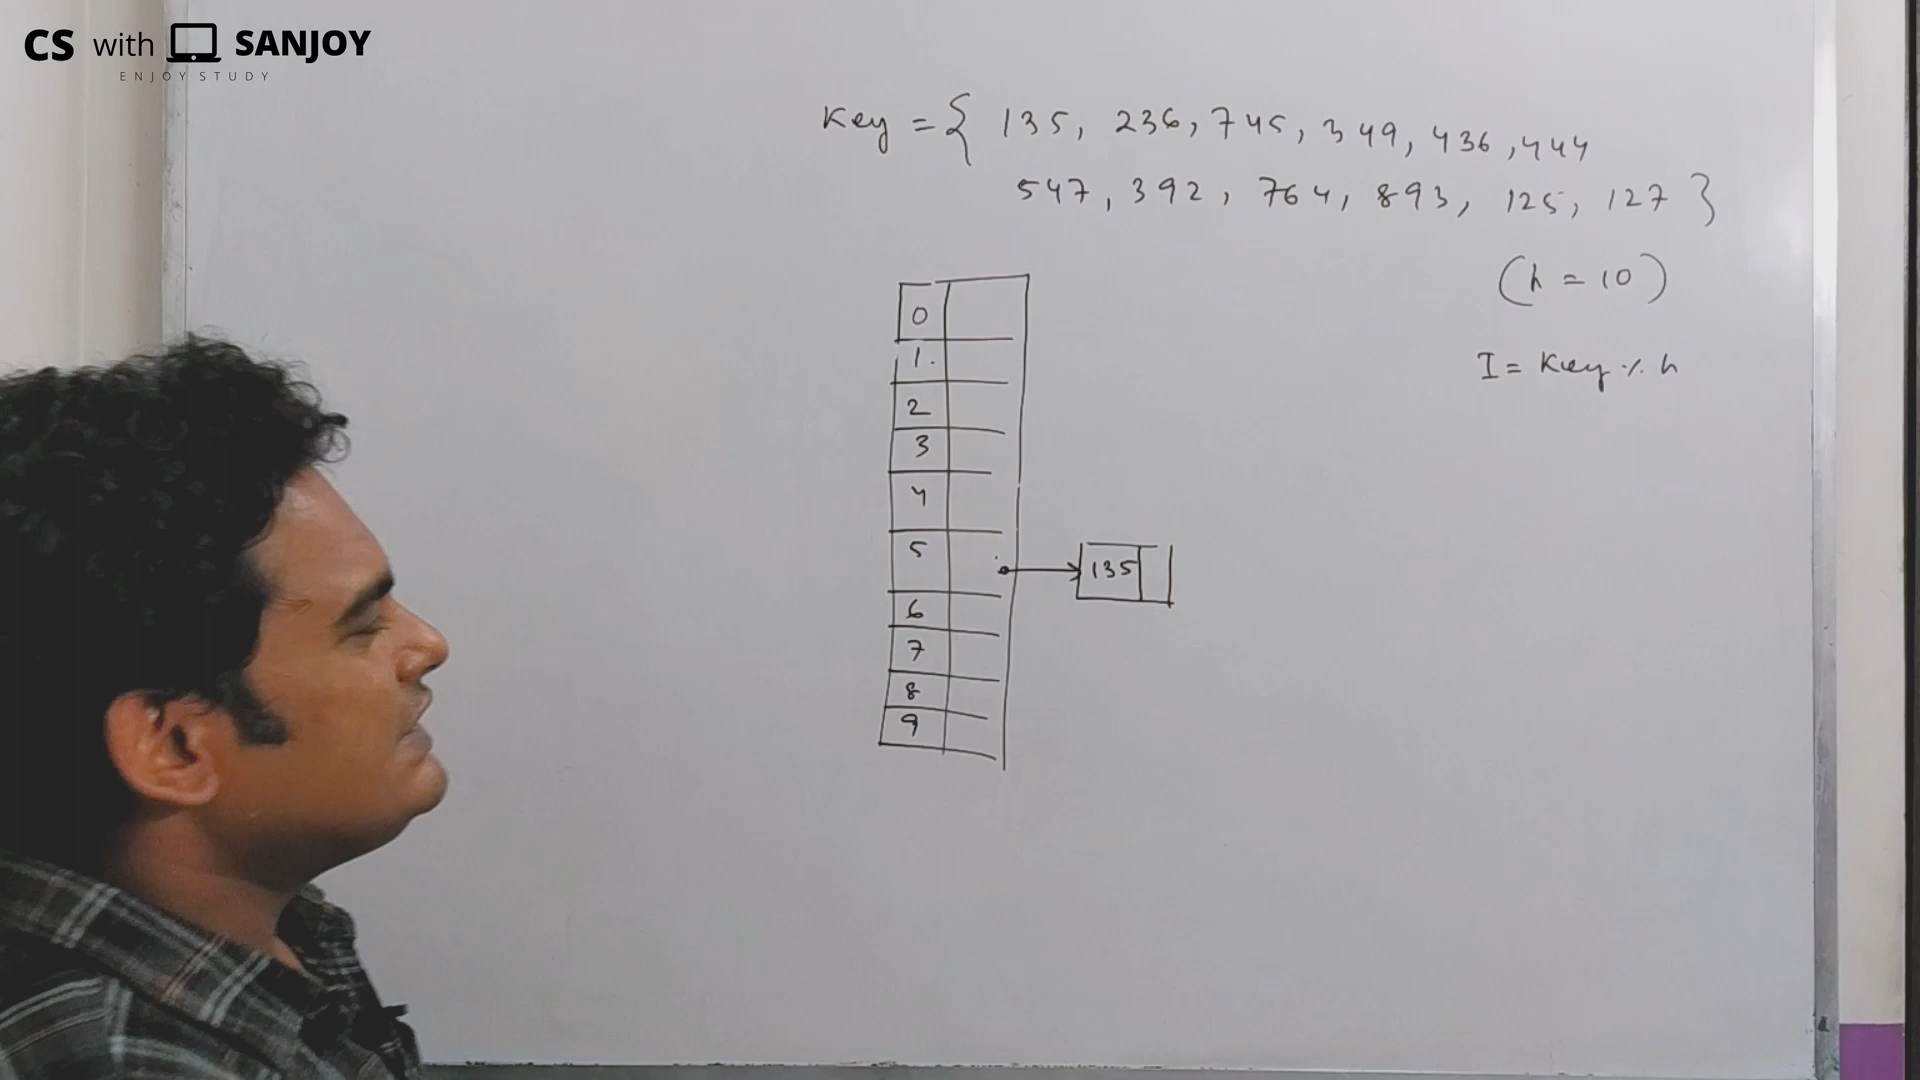 CS with SANJOY
ENJOY STUDY
Key = { 135, 236, 745, 349, 436, 444
547, 392, 764, 893, 125, 127 }
(h = 10)
I = Key % h
0
1.
2
3
4
5
135
6
7
8
9